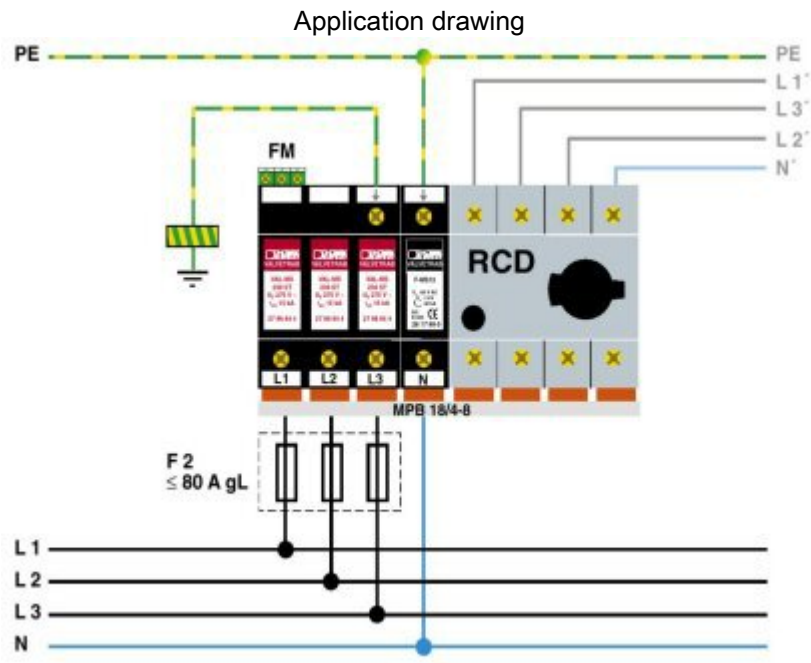 Application drawing
PE
PE
L 1´
L 3´
L 2´
N´
FM
RCD
L1 L2 L3 N
MPB 18/4-8
F 2
≤ 80 A gL
L 1
L 2
L 3
N